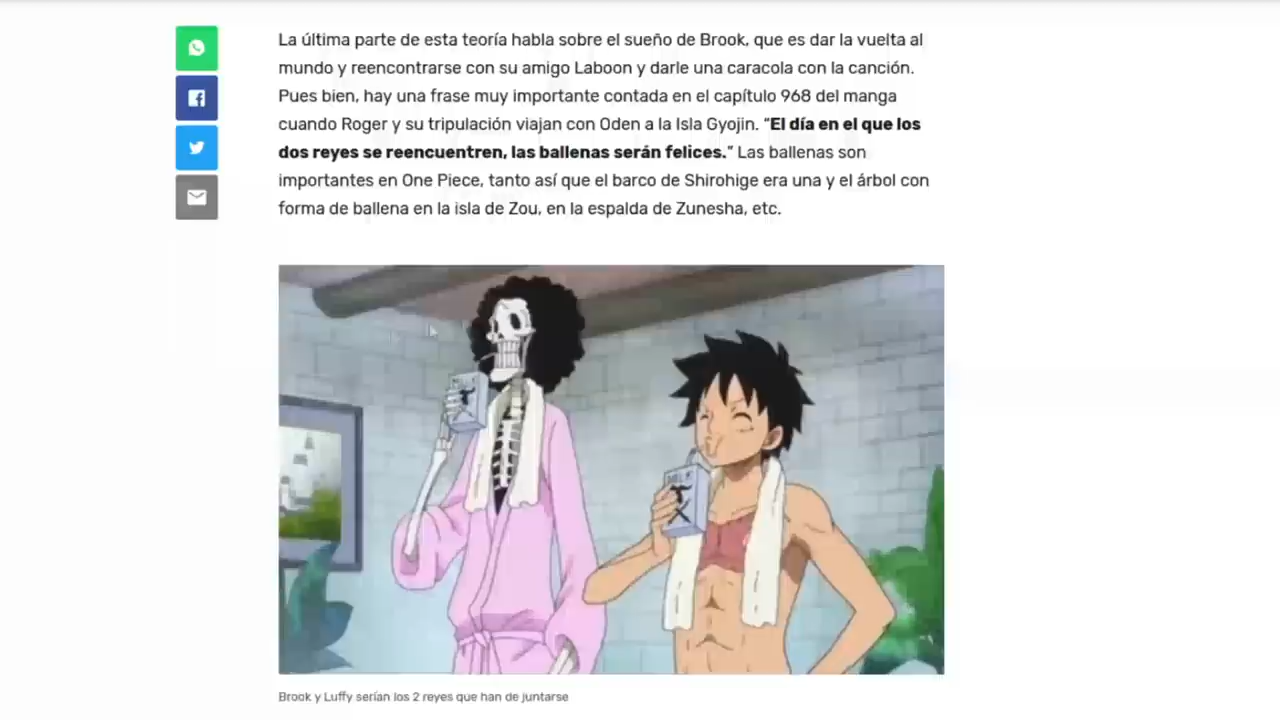 La última parte de esta teoría habla sobre el sueño de Brook, que es dar la vuelta al
mundo y reencontrarse con su amigo Laboon y darle una caracola con la canción.
Pues bien, hay una frase muy importante contada en el capítulo 968 del manga
cuando Roger y su tripulación viajan con Oden a la Isla Gyojin. “El día en el que los
dos reyes se reencuentren, las ballenas serán felices.” Las ballenas son
importantes en One Piece, tanto así que el barco de Shirohige era una y el árbol con
forma de ballena en la isla de Zou, en la espalda de Zunesha, etc.
MILK
MILK
Brook y Luffy serían los 2 reyes que han de juntarse